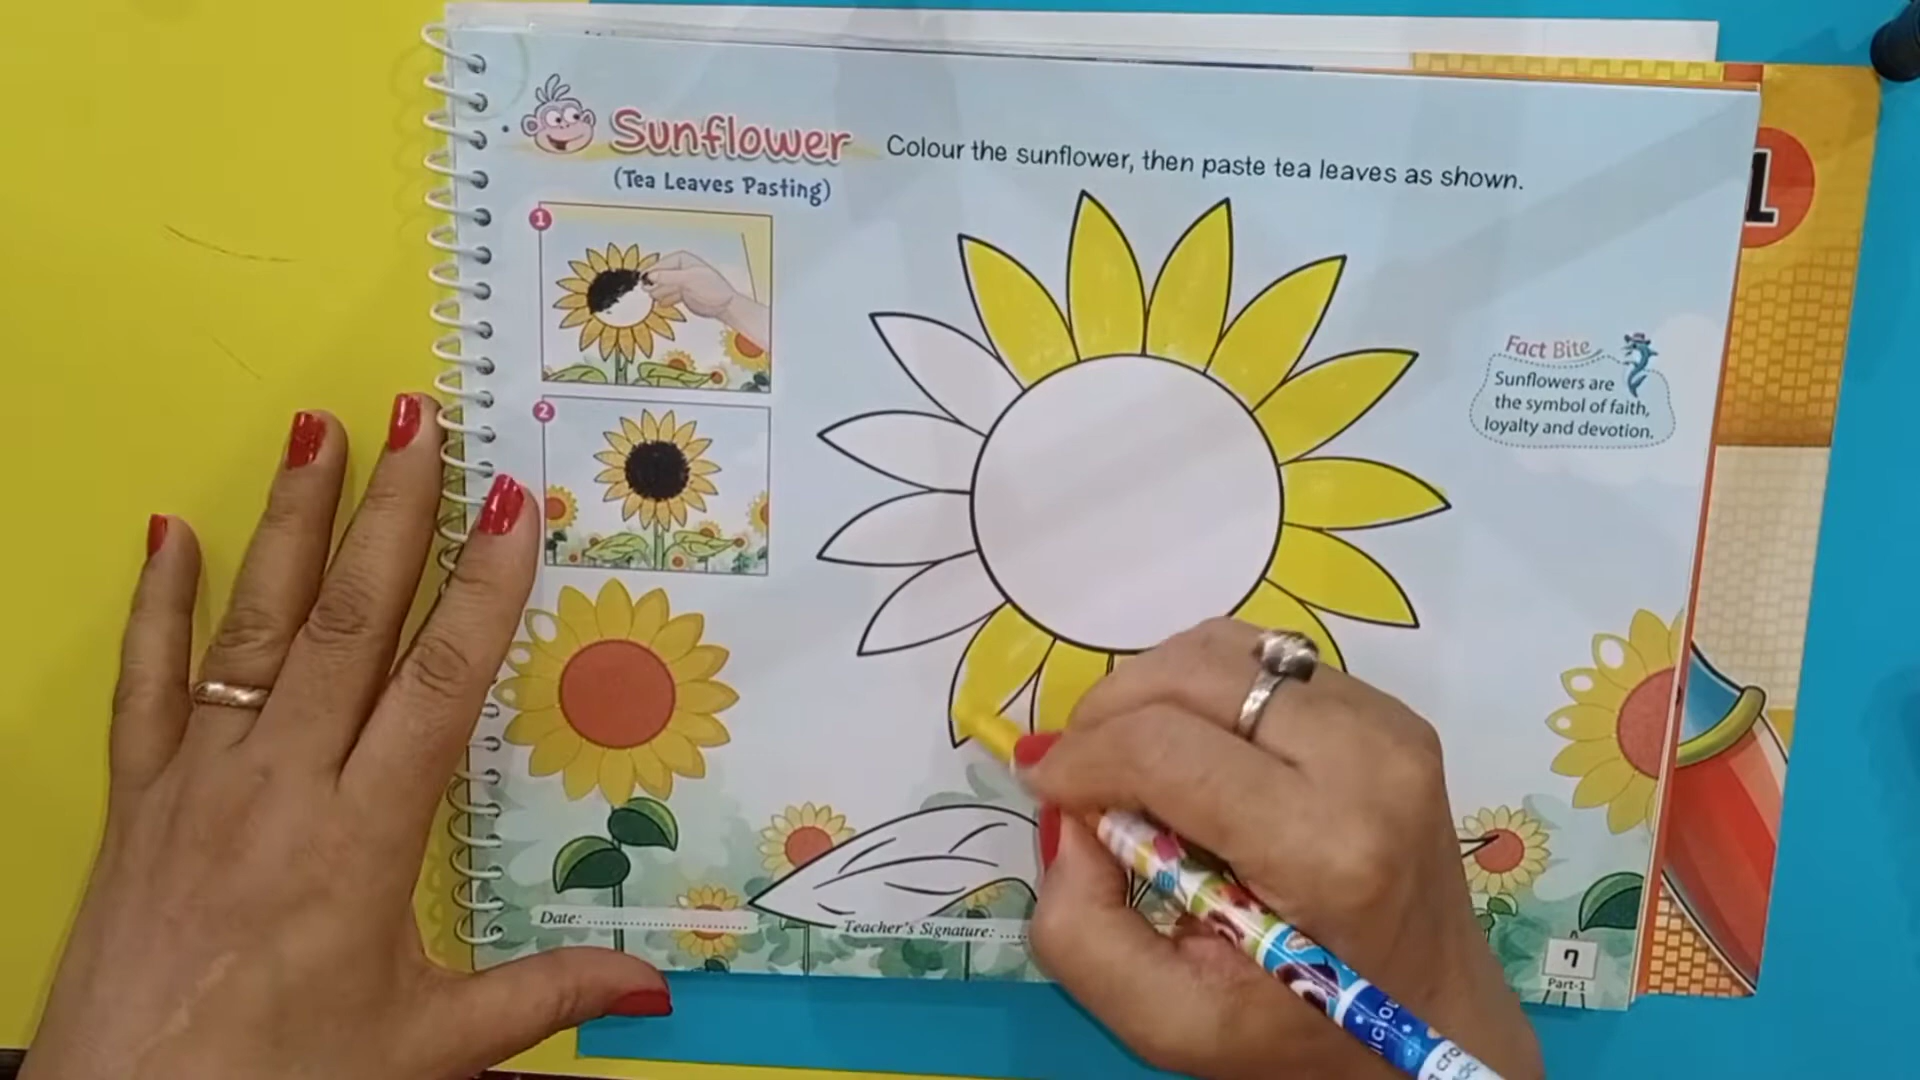 Sunflower
(Tea Leaves Pasting)
Colour the sunflower, then paste tea leaves as shown.
1
1
2
Fact Bite
Sunflowers are
the symbol of faith,
loyalty and devotion.
Date:
Teacher's Signature:
7
Part-1